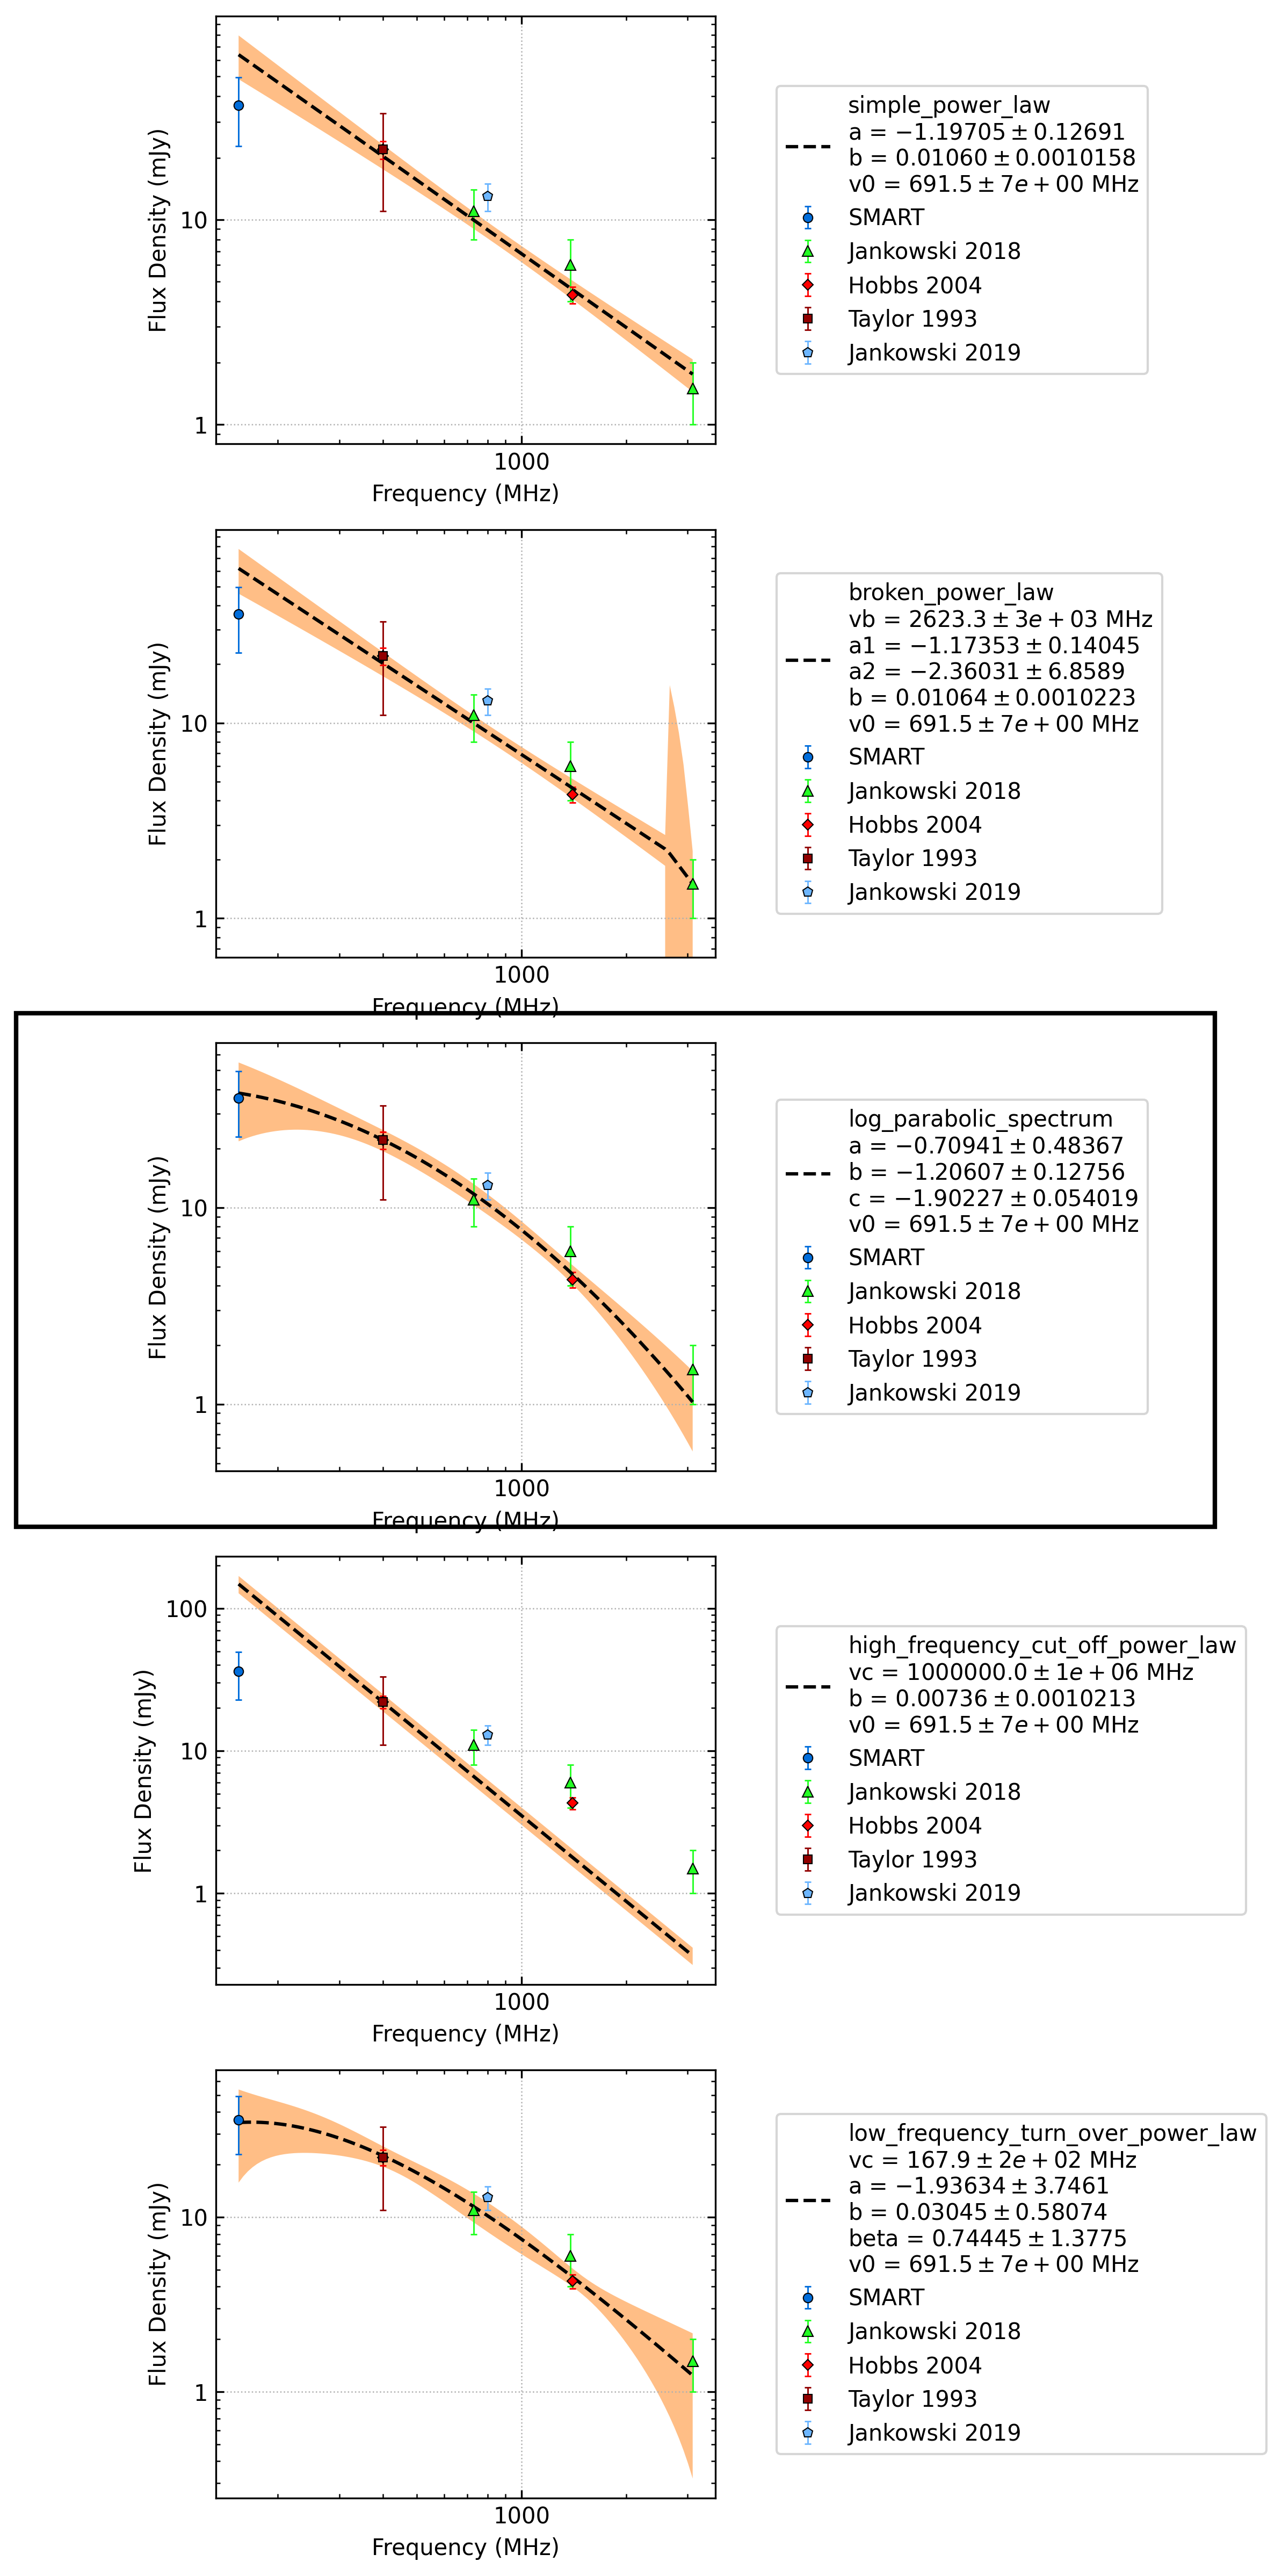 10
1
Flux Density (mJy)
1000
Frequency (MHz)
simple_power_law
a = −1.19705 ± 0.12691
b = 0.01060 ± 0.0010158
v0 = 691.5 ± 7e + 00 MHz
SMART
Jankowski 2018
Hobbs 2004
Taylor 1993
Jankowski 2019
10
1
Flux Density (mJy)
1000
Frequency (MHz)
broken_power_law
vb = 2623.3 ± 3e + 03 MHz
a1 = −1.17353 ± 0.14045
a2 = −2.36031 ± 6.8589
b = 0.01064 ± 0.0010223
v0 = 691.5 ± 7e + 00 MHz
SMART
Jankowski 2018
Hobbs 2004
Taylor 1993
Jankowski 2019
10
1
Flux Density (mJy)
1000
Frequency (MHz)
log_parabolic_spectrum
a = −0.70941 ± 0.48367
b = −1.20607 ± 0.12756
c = −1.90227 ± 0.054019
v0 = 691.5 ± 7e + 00 MHz
SMART
Jankowski 2018
Hobbs 2004
Taylor 1993
Jankowski 2019
100
10
1
Flux Density (mJy)
1000
Frequency (MHz)
high_frequency_cut_off_power_law
vc = 1000000.0 ± 1e + 06 MHz
b = 0.00736 ± 0.0010213
v0 = 691.5 ± 7e + 00 MHz
SMART
Jankowski 2018
Hobbs 2004
Taylor 1993
Jankowski 2019
10
1
Flux Density (mJy)
1000
Frequency (MHz)
low_frequency_turn_over_power_law
vc = 167.9 ± 2e + 02 MHz
a = −1.93634 ± 3.7461
b = 0.03045 ± 0.58074
beta = 0.74445 ± 1.3775
v0 = 691.5 ± 7e + 00 MHz
SMART
Jankowski 2018
Hobbs 2004
Taylor 1993
Jankowski 2019